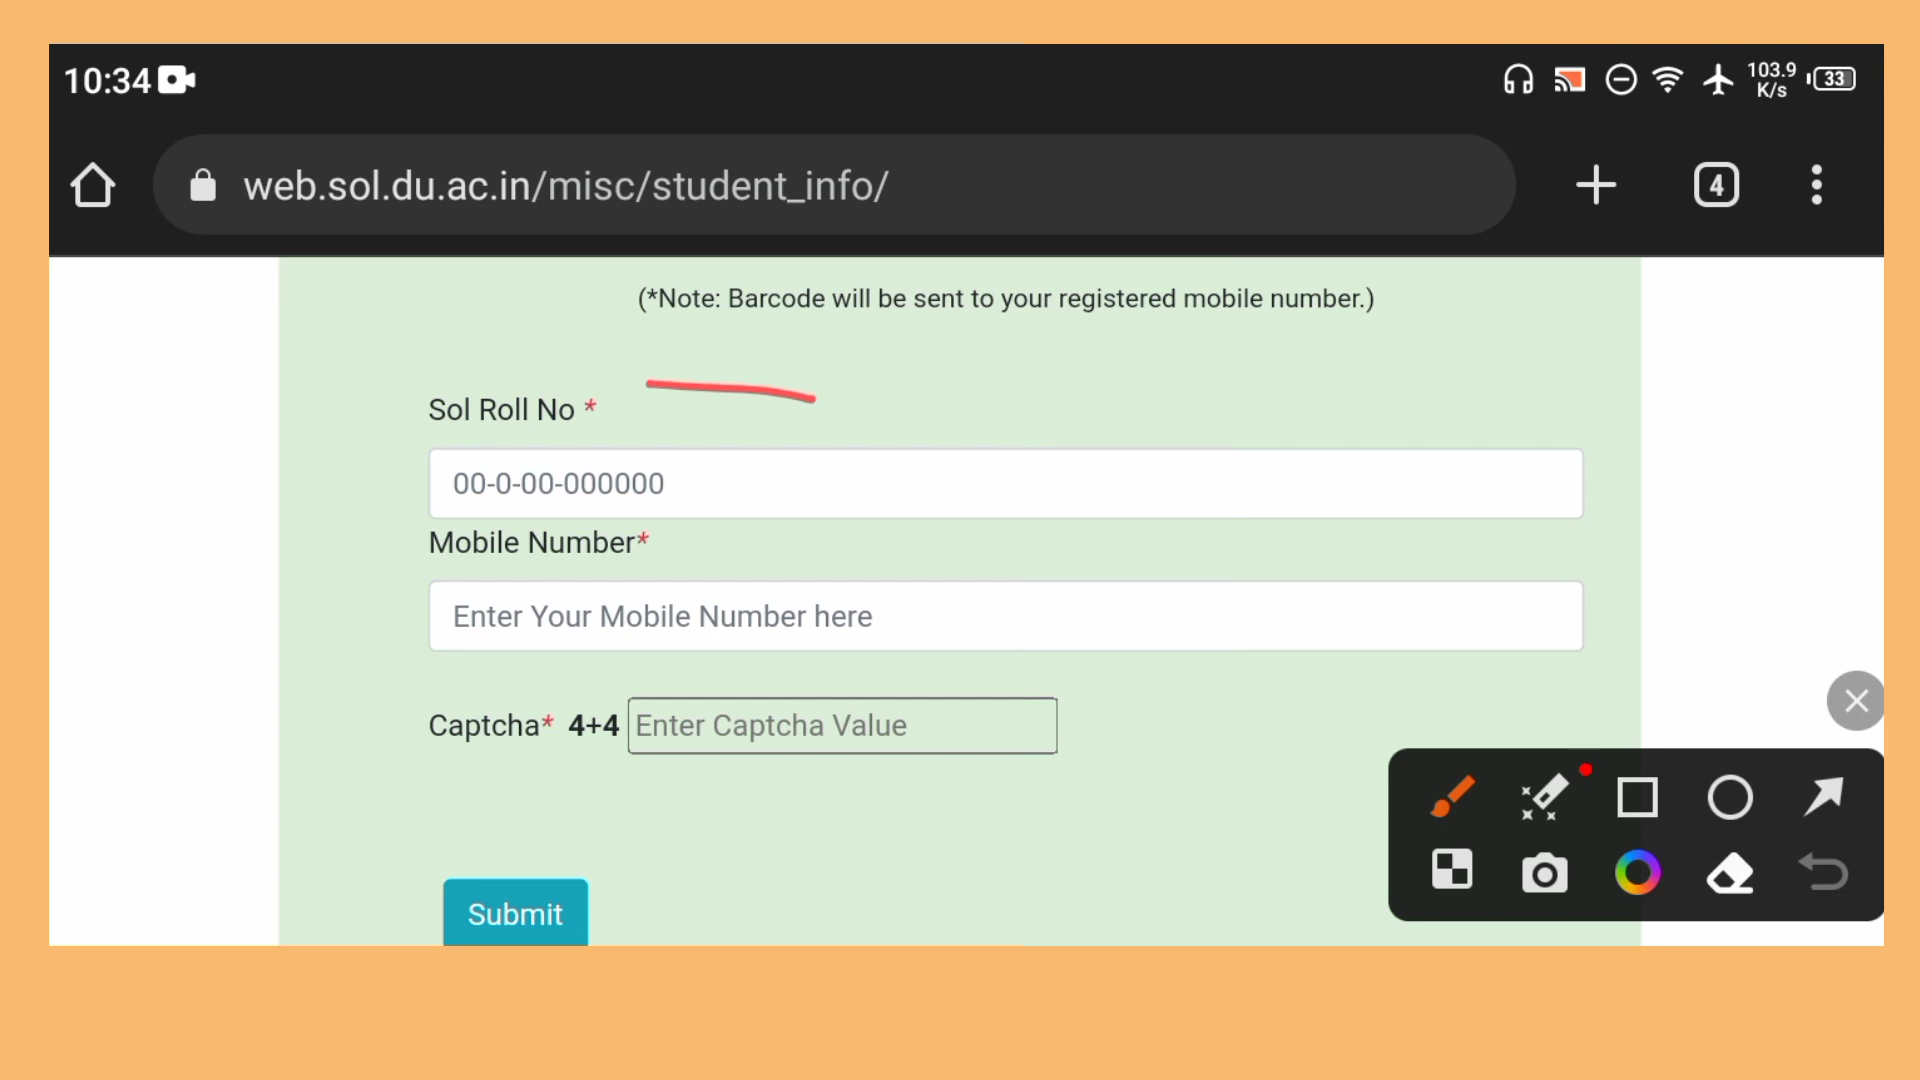 10:34
103.9
K/s
33
web.sol.du.ac.in/misc/student_info/
4
(*Note: Barcode will be sent to your registered mobile number.)
Sol Roll No *
00-0-00-000000
Mobile Number*
Enter Your Mobile Number here
Captcha* 4+4 Enter Captcha Value
Submit